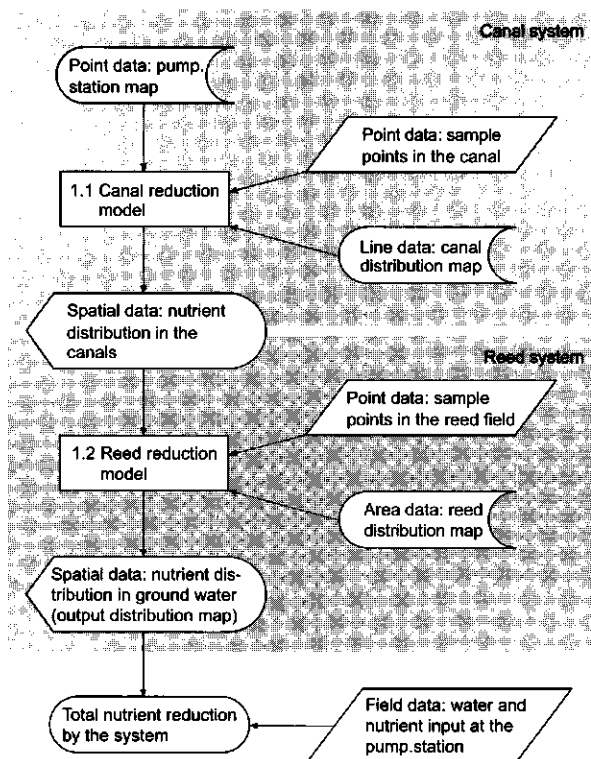 Canal system
Point data: pump.
station map
Point data: sample
points in the canal
1.1 Canal reduction
model
Line data: canal
distribution map
Spatial data: nutrient
distribution in the
canals
Reed system
Point data: sample
points in the reed field
1.2 Reed reduction
model
Area data: reed
distribution map
Spatial data: nutrient dis-
tribution in ground water
(output distribution map)
Total nutrient reduction
by the system
Field data: water and
nutrient input at the
pump.station